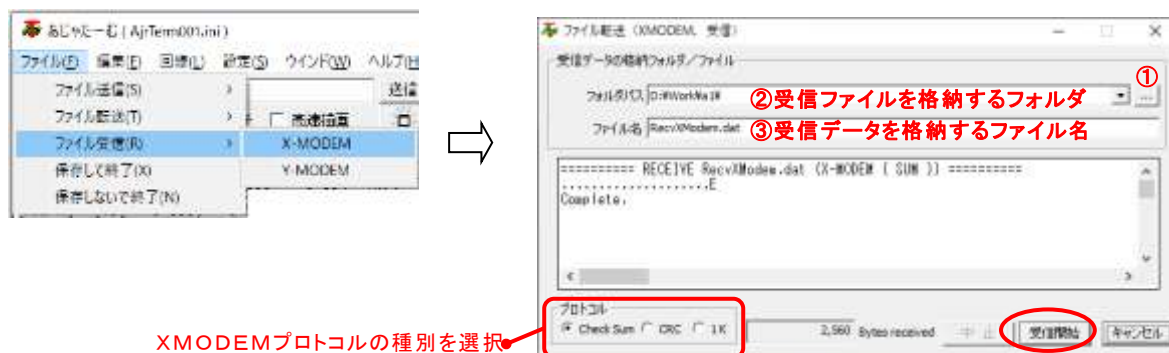 あじゃたーむ ( AjrTerm001.ini )
ファイル(F) 編集(E) 回線(L) 設定(S) ウインドウ(W) ヘルプ(H
ファイル送信(S)
送信
ファイル転送(T)
高速描画
ファイル受信(R)
X-MODEM
保存して終了(X)
Y-MODEM
保存しないで終了(N)
ファイル転送 (XMODEM, 受信)
受信データの格納フォルダ/ファイル
①
フォルダパス
②受信ファイルを格納するフォルダ
...
ファイル名 RecvXModem.dat
③受信データを格納するファイル名
========== RECEIVE RecvXModem.dat (X-MODEM ( SUM )) ==========
....................E
Complete.
プロトコル
Check Sum CRC 1K
2,560 Bytes received
中止
受信開始
キャンセル
XMODEMプロトコルの種別を選択